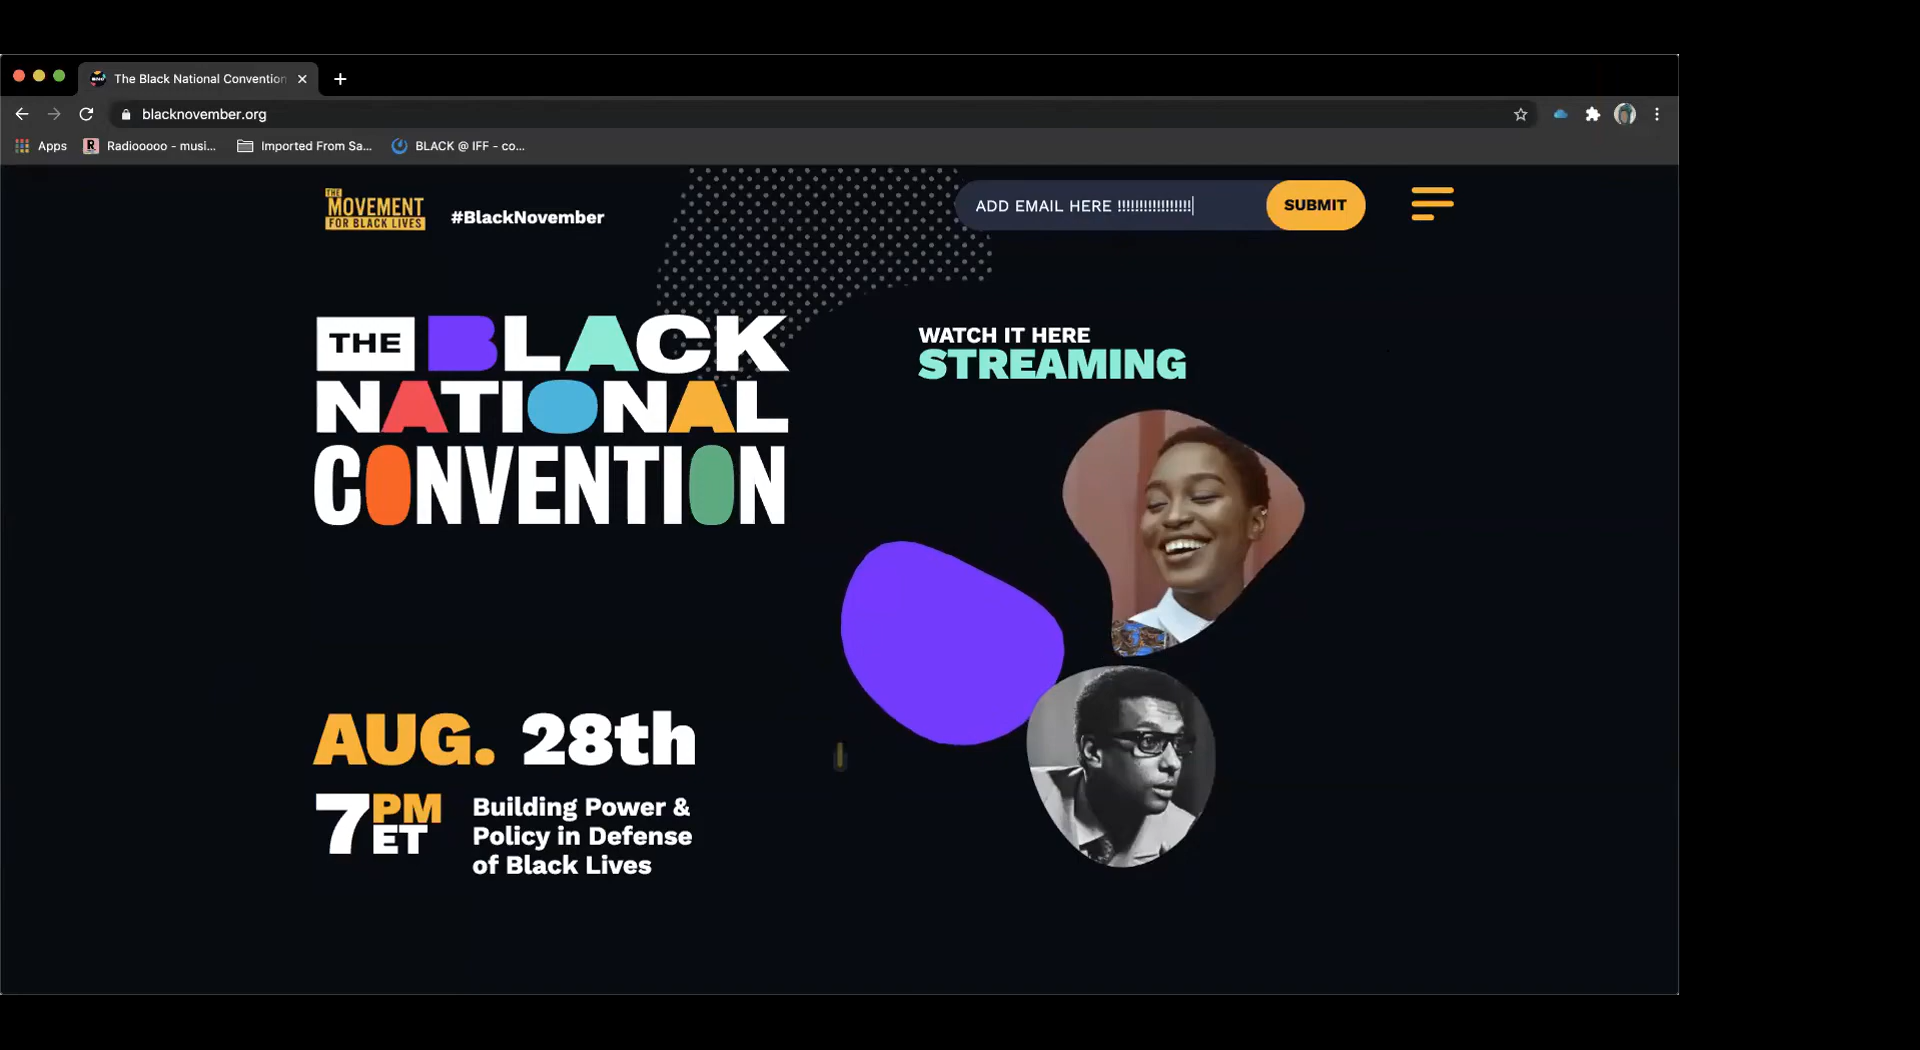 The Black National Convention
blacknovember.org
Apps
Radiooooo - musi...
Imported From Sa...
BLACK @ IFF - co...
THE
MOVEMENT
FOR BLACK LIVES
#BlackNovember
ADD EMAIL HERE !!!!!!!!!!!!!!!!!
SUBMIT
THE BLACK
NATIONAL
CONVENTION
WATCH IT HERE
STREAMING
AUG. 28th
7PM
ET
Building Power &
Policy in Defense
of Black Lives